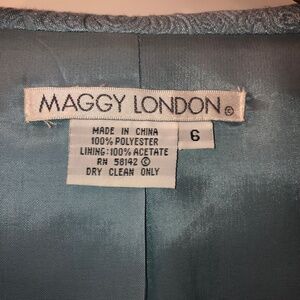 MAGGY LONDON ©
MADE IN CHINA
100% POLYESTER
LINING: 100% ACETATE
RN 58142 ©
DRY CLEAN ONLY
6